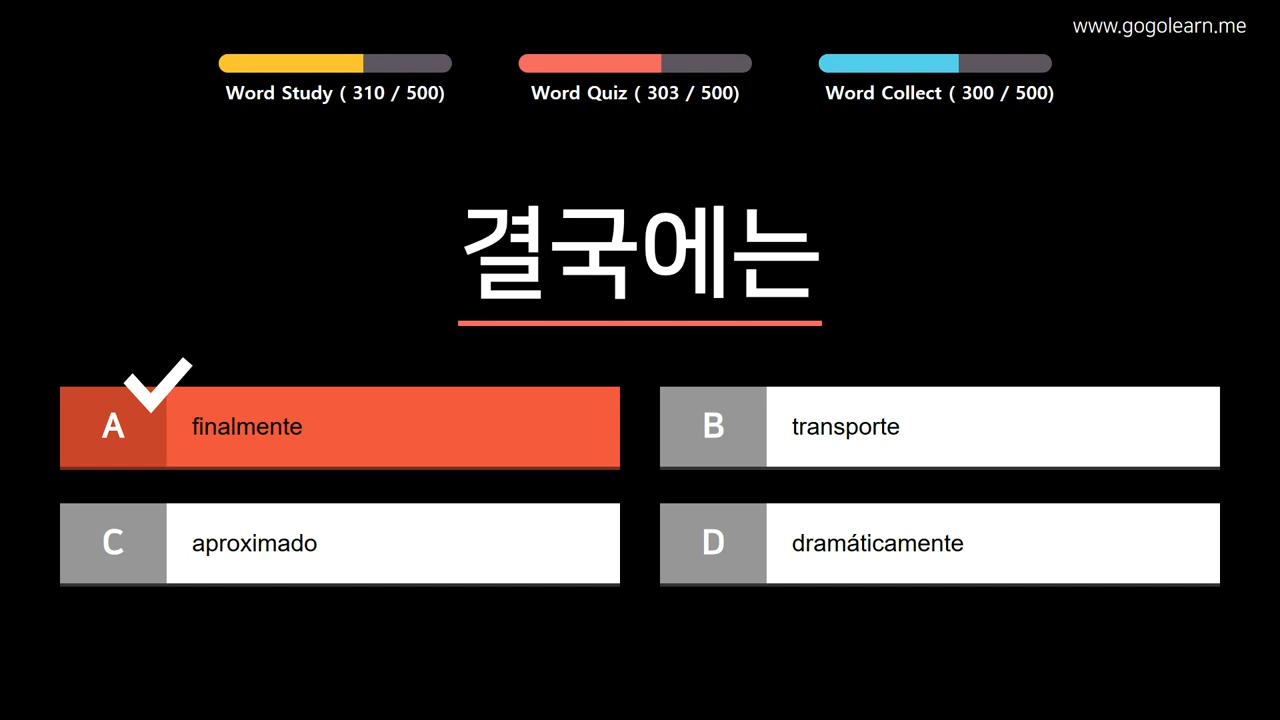 www.gogolearn.me
Word Study ( 310 / 500)
Word Quiz ( 303 / 500)
Word Collect ( 300 / 500)
결국에는
A
finalmente
B
transporte
C
aproximado
D
dramáticamente